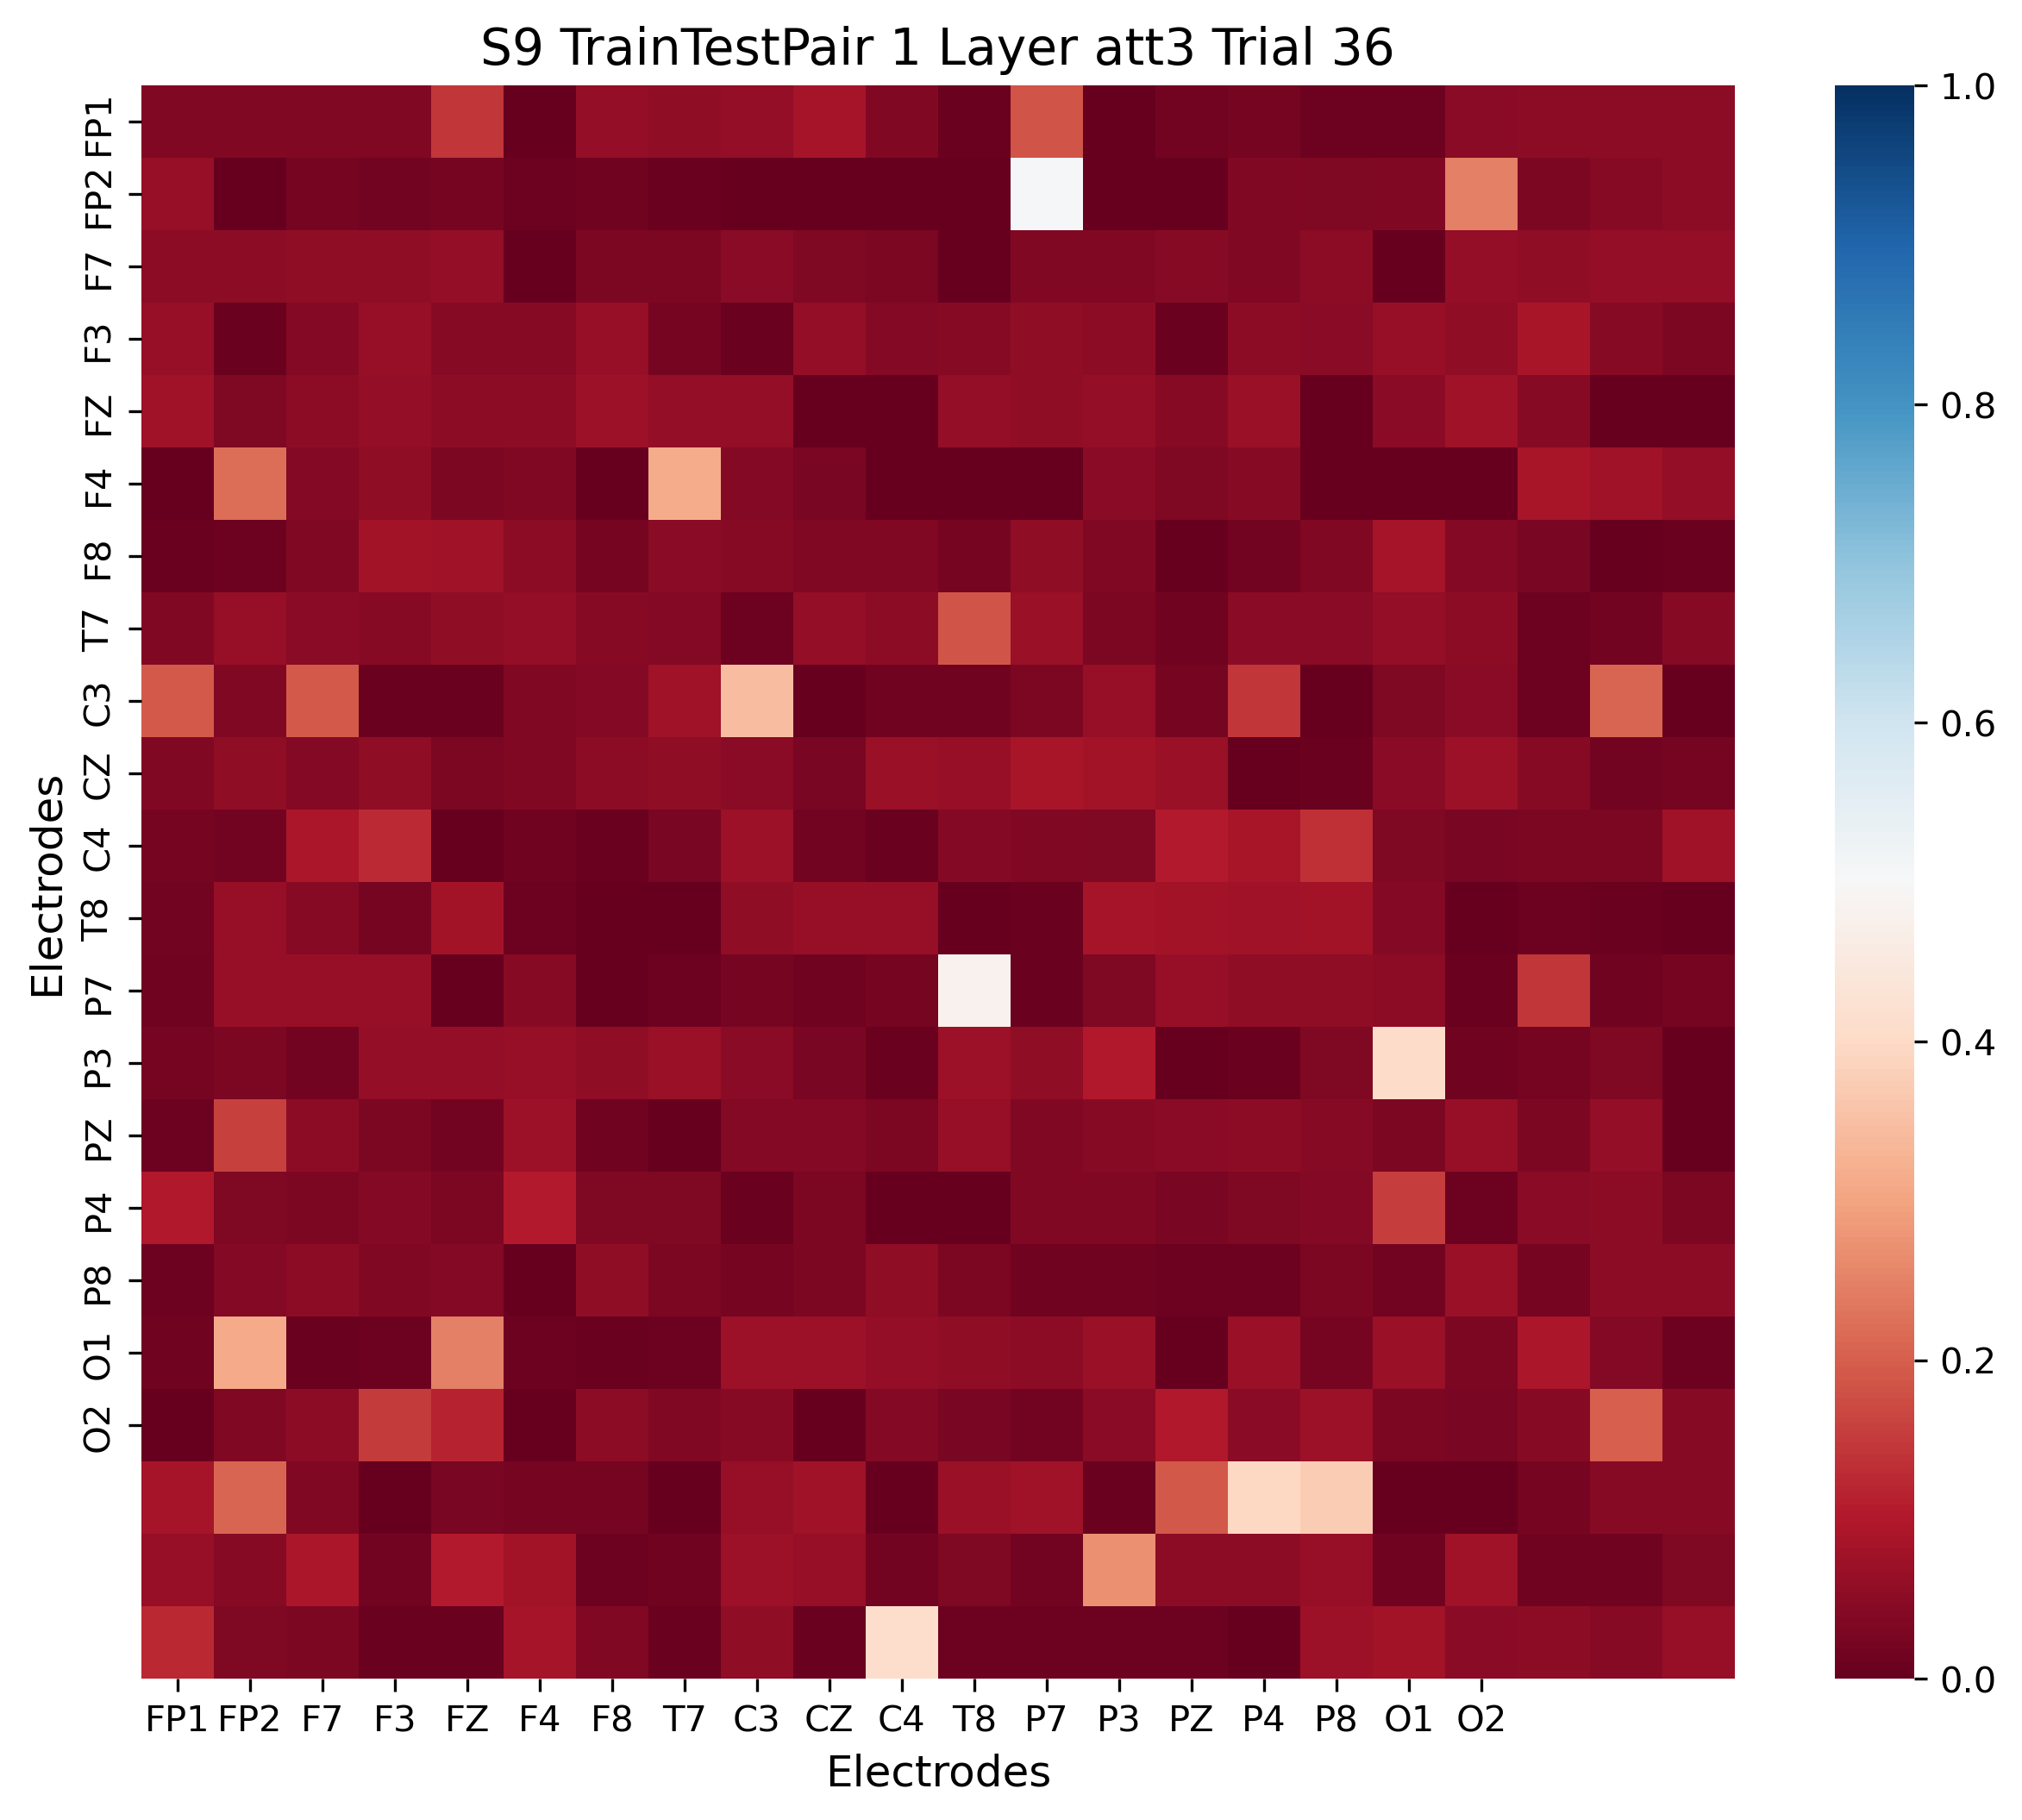 S9 TrainTestPair 1 Layer att3 Trial 36
Electrodes
FP1
FP2
F7
F3
FZ
F4
F8
T7
C3
CZ
C4
T8
P7
P3
PZ
P4
P8
O1
O2
FP1 FP2 F7 F3 FZ F4 F8 T7 C3 CZ C4 T8 P7 P3 PZ P4 P8 O1 O2
Electrodes
1.0
0.8
0.6
0.4
0.2
0.0